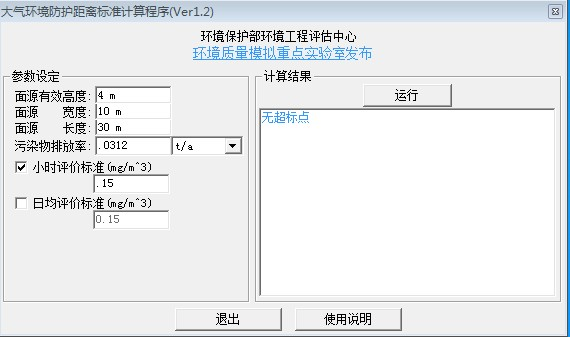 大气环境防护距离标准计算程序(Ver1.2)
环境保护部环境工程评估中心
环境质量模拟重点实验室发布
参数设定
面源有效高度: 4 m
面源 宽度: 10 m
面源 长度: 30 m
污染物排放率: .0312 t/a
小时评价标准(mg/m^3)
.15
日均评价标准(mg/m^3)
0.15
计算结果
运行
无超标点
退出
使用说明